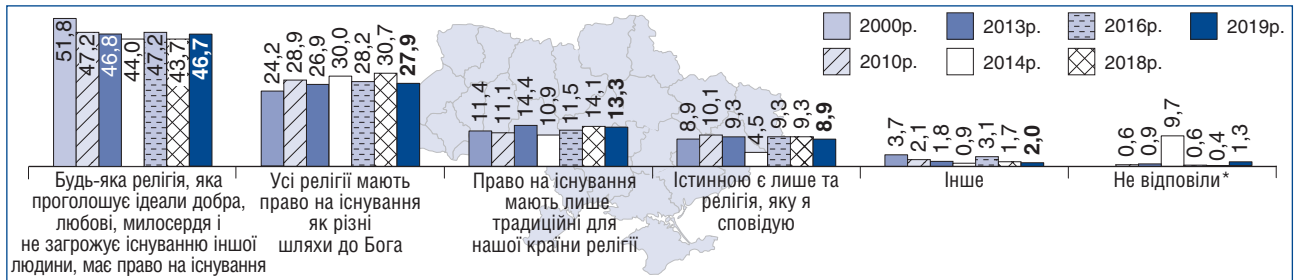 2000р.
2013р.
2016р.
2019р.
2010р.
2014р.
2018р.
51,8
47,2
46,8
44,0
47,2
43,7
46,7
Будь-яка релігія, яка
проголошує ідеали добра,
любові, милосердя і
не загрожує існуванню іншої
людини, має право на існування
24,2
28,9
26,9
30,0
28,2
30,7
27,9
Усі релігії мають
право на існування
як різні
шляхи до Бога
11,4
11,1
14,4
10,9
11,5
14,1
13,3
Право на існування
мають лише
традиційні для
нашої країни релігії
8,9
10,1
9,3
4,5
9,3
9,3
8,9
Істинною є лише та
релігія, яку я
сповідую
3,7
2,1
1,8
0,9
3,1
1,7
2,0
Інше
0,6
0,9
9,7
0,6
0,4
1,3
Не відповіли*